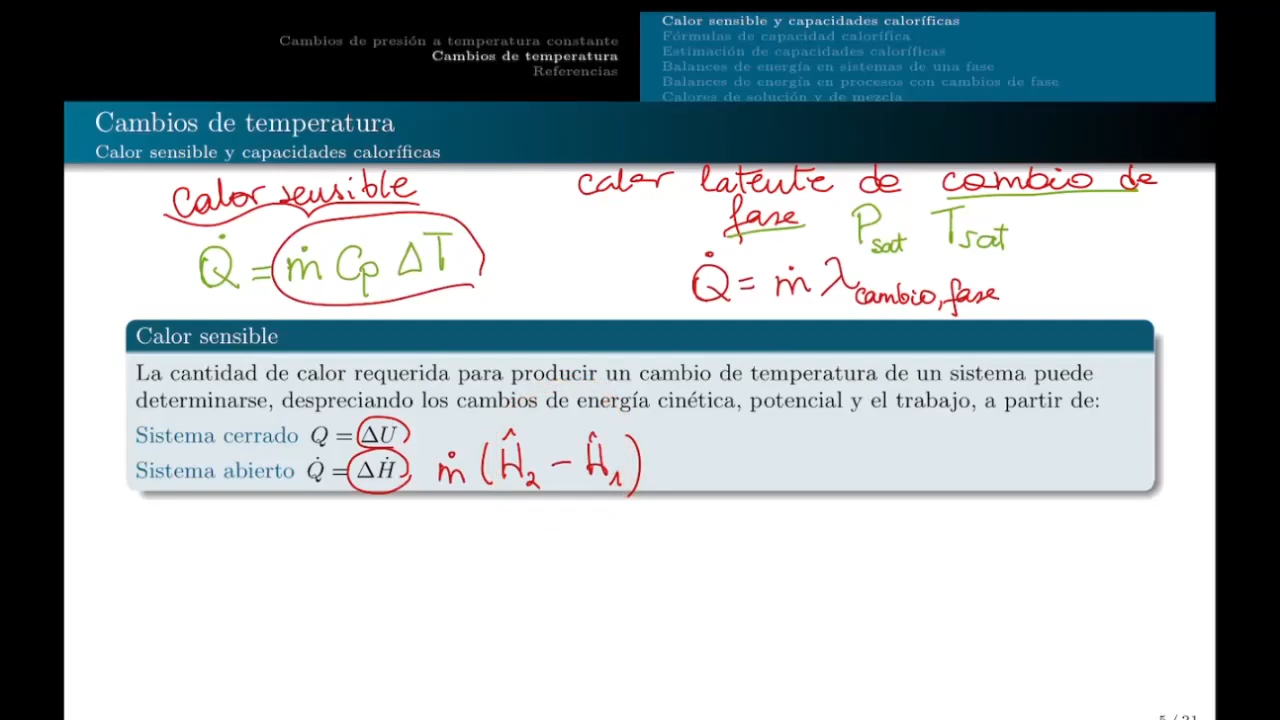 Cambios de presión a temperatura constante
Cambios de temperatura
Referencias
Calor sensible y capacidades caloríficas
Fórmulas de capacidad calorífica
Estimación de capacidades caloríficas
Balances de energía en sistemas de una fase
Balances de energía en procesos con cambios de fase
Calores de solución y de mezcla
Cambios de temperatura
Calor sensible y capacidades caloríficas
calor sensible
Q̇ = ṁ Cp ΔT
calor latente de cambio de
fase P_sat T_sat
Q̇ = ṁ λ_cambio,fase
Calor sensible
La cantidad de calor requerida para producir un cambio de temperatura de un sistema puede
determinarse, despreciando los cambios de energía cinética, potencial y el trabajo, a partir de:
Sistema cerrado Q = ΔU
Sistema abierto Q̇ = ΔḢ ṁ (Ĥ₂ − Ĥ₁)
5 / 21